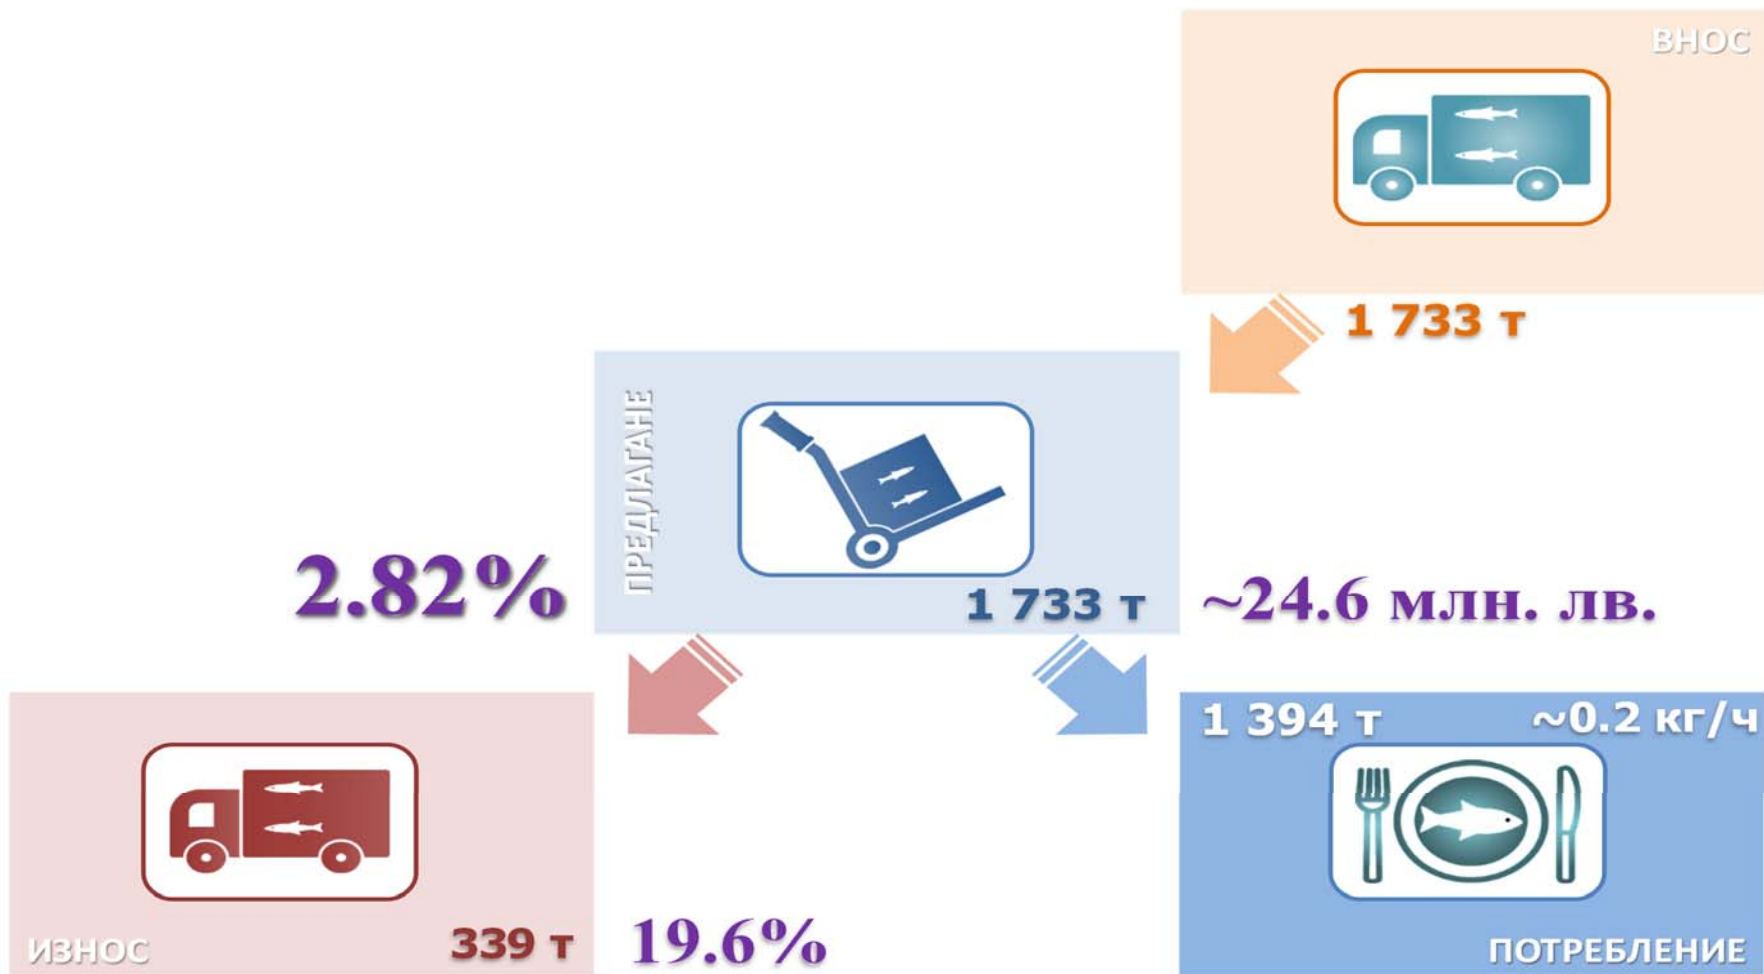 ВНОС
1 733 т
ПРЕДЛАГАНЕ
1 733 т
2.82%
~24.6 млн. лв.
1 394 т ~0.2 кг/ч
ПОТРЕБЛЕНИЕ
ИЗНОС
339 т
19.6%